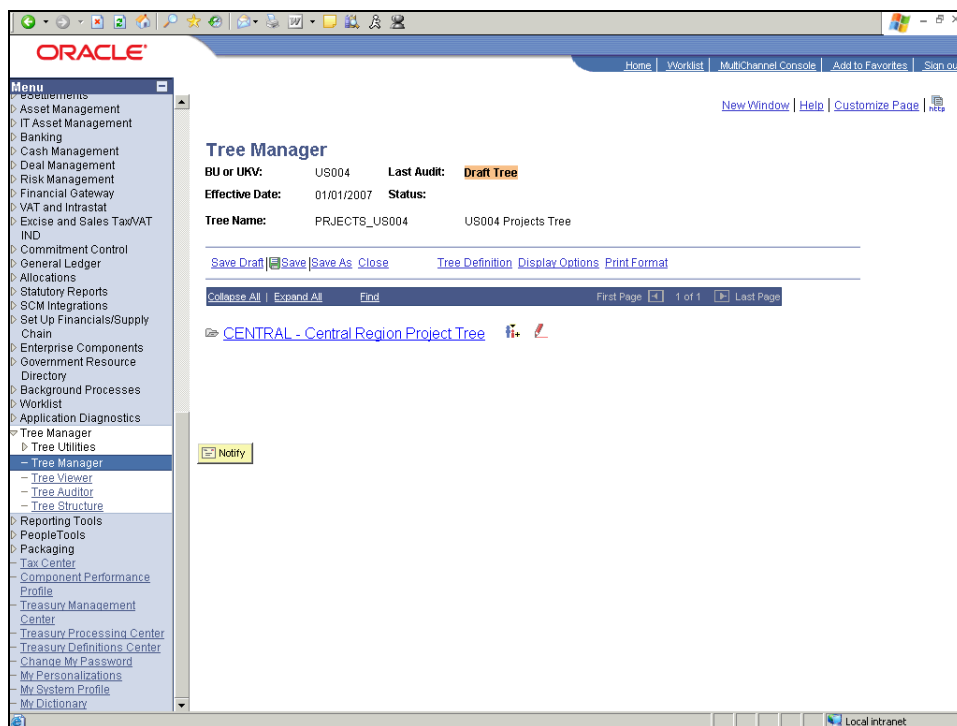 ORACLE
Home | Worklist | MultiChannel Console | Add to Favorites | Sign ou
Menu
eSettlements
Asset Management
IT Asset Management
Banking
Cash Management
Deal Management
Risk Management
Financial Gateway
VAT and Intrastat
Excise and Sales Tax/VAT
IND
Commitment Control
General Ledger
Allocations
Statutory Reports
SCM Integrations
Set Up Financials/Supply
Chain
Enterprise Components
Government Resource
Directory
Background Processes
Worklist
Application Diagnostics
Tree Manager
Tree Utilities
– Tree Manager
– Tree Viewer
– Tree Auditor
– Tree Structure
Reporting Tools
PeopleTools
Packaging
– Tax Center
– Component Performance
Profile
– Treasury Management
Center
– Treasury Processing Center
– Treasury Definitions Center
– Change My Password
– My Personalizations
– My System Profile
– My Dictionary
New Window | Help | Customize Page | http
Tree Manager
BU or UKV: US004 Last Audit: Draft Tree
Effective Date: 01/01/2007 Status:
Tree Name: PRJECTS_US004 US004 Projects Tree
Save Draft | Save | Save As Close Tree Definition Display Options Print Format
Collapse All | Expand All Find First Page 1 of 1 Last Page
CENTRAL - Central Region Project Tree
Notify
Local intranet